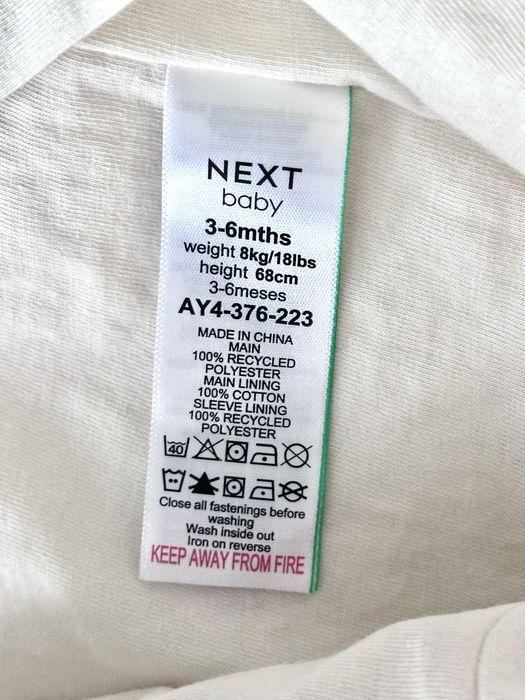 NEXT
baby
3-6mths
weight 8kg/18lbs
height 68cm
3-6meses
AY4-376-223
MADE IN CHINA
MAIN
100% RECYCLED
POLYESTER
MAIN LINING
100% COTTON
SLEEVE LINING
100% RECYCLED
POLYESTER
40
Close all fastenings before
washing
Wash inside out
Iron on reverse
KEEP AWAY FROM FIRE